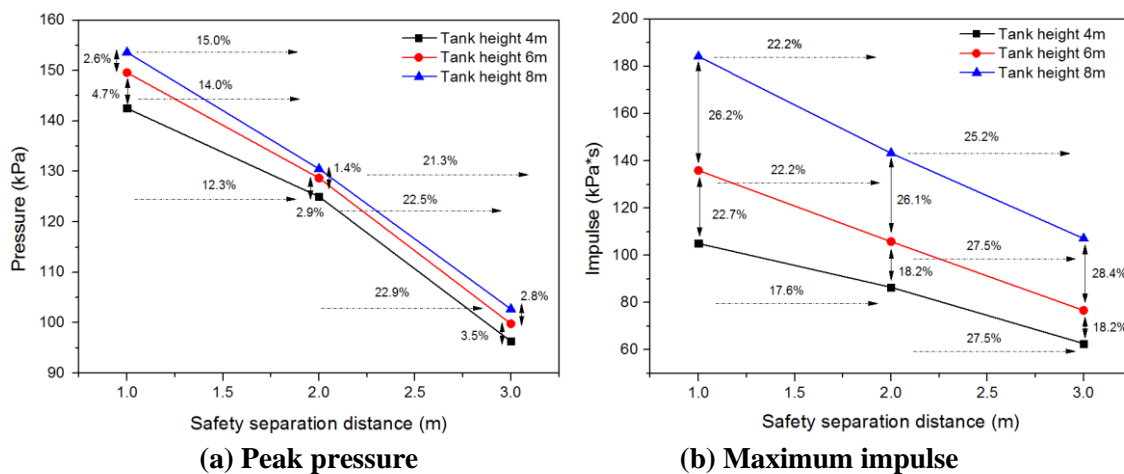 160
150
140
130
120
110
100
90
Pressure (kPa)
1.0 1.5 2.0 2.5 3.0
Safety separation distance (m)
Tank height 4m
Tank height 6m
Tank height 8m
15.0%
2.6%
14.0%
4.7%
12.3%
1.4%
2.9%
21.3%
22.5%
22.9%
2.8%
3.5%
(a) Peak pressure
200
180
160
140
120
100
80
60
Impulse (kPa*s)
1.0 1.5 2.0 2.5 3.0
Safety separation distance (m)
Tank height 4m
Tank height 6m
Tank height 8m
22.2%
26.2%
25.2%
22.2%
26.1%
22.7%
27.5%
18.2%
28.4%
17.6%
18.2%
27.5%
(b) Maximum impulse